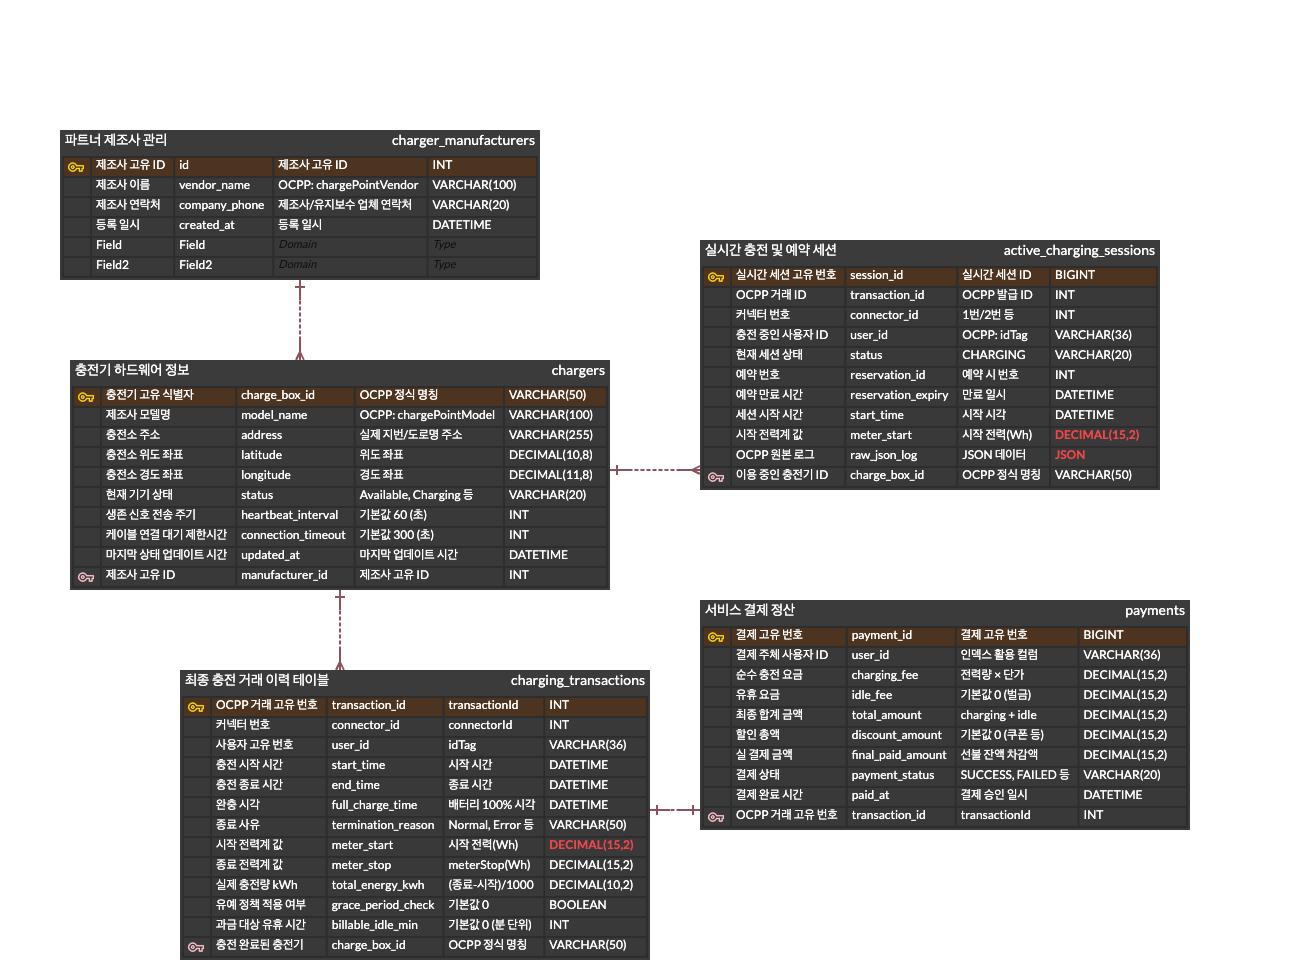 파트너 제조사 관리 charger_manufacturers
제조사 고유 ID id 제조사 고유 ID INT
제조사 이름 vendor_name OCPP: chargePointVendor VARCHAR(100)
제조사 연락처 company_phone 제조사/유지보수 업체 연락처 VARCHAR(20)
등록 일시 created_at 등록 일시 DATETIME
Field Field Domain Type
Field2 Field2 Domain Type
실시간 충전 및 예약 세션 active_charging_sessions
실시간 세션 고유 번호 session_id 실시간 세션 ID BIGINT
OCPP 거래 ID transaction_id OCPP 발급 ID INT
커넥터 번호 connector_id 1번/2번 등 INT
충전 중인 사용자 ID user_id OCPP: idTag VARCHAR(36)
현재 세션 상태 status CHARGING VARCHAR(20)
예약 번호 reservation_id 예약 시 번호 INT
예약 만료 시간 reservation_expiry 만료 일시 DATETIME
세션 시작 시간 start_time 시작 시각 DATETIME
시작 전력계 값 meter_start 시작 전력(Wh) DECIMAL(15,2)
OCPP 원본 로그 raw_json_log JSON 데이터 JSON
이용 중인 충전기 ID charge_box_id OCPP 정식 명칭 VARCHAR(50)
충전기 하드웨어 정보 chargers
충전기 고유 식별자 charge_box_id OCPP 정식 명칭 VARCHAR(50)
제조사 모델명 model_name OCPP: chargePointModel VARCHAR(100)
충전소 주소 address 실제 지번/도로명 주소 VARCHAR(255)
충전소 위도 좌표 latitude 위도 좌표 DECIMAL(10,8)
충전소 경도 좌표 longitude 경도 좌표 DECIMAL(11,8)
현재 기기 상태 status Available, Charging 등 VARCHAR(20)
생존 신호 전송 주기 heartbeat_interval 기본값 60 (초) INT
케이블 연결 대기 제한시간 connection_timeout 기본값 300 (초) INT
마지막 상태 업데이트 시간 updated_at 마지막 업데이트 시간 DATETIME
제조사 고유 ID manufacturer_id 제조사 고유 ID INT
서비스 결제 정산 payments
결제 고유 번호 payment_id 결제 고유 번호 BIGINT
결제 주체 사용자 ID user_id 인덱스 활용 컬럼 VARCHAR(36)
순수 충전 요금 charging_fee 전력량 × 단가 DECIMAL(15,2)
유휴 요금 idle_fee 기본값 0 (벌금) DECIMAL(15,2)
최종 합계 금액 total_amount charging + idle DECIMAL(15,2)
할인 총액 discount_amount 기본값 0 (쿠폰 등) DECIMAL(15,2)
실 결제 금액 final_paid_amount 선불 잔액 차감액 DECIMAL(15,2)
결제 상태 payment_status SUCCESS, FAILED 등 VARCHAR(20)
결제 완료 시간 paid_at 결제 승인 일시 DATETIME
OCPP 거래 고유 번호 transaction_id transactionId INT
최종 충전 거래 이력 테이블 charging_transactions
OCPP 거래 고유 번호 transaction_id transactionId INT
커넥터 번호 connector_id connectorId INT
사용자 고유 번호 user_id idTag VARCHAR(36)
충전 시작 시간 start_time 시작 시간 DATETIME
충전 종료 시간 end_time 종료 시간 DATETIME
완충 시각 full_charge_time 배터리 100% 시각 DATETIME
종료 사유 termination_reason Normal, Error 등 VARCHAR(50)
시작 전력계 값 meter_start 시작 전력(Wh) DECIMAL(15,2)
종료 전력계 값 meter_stop meterStop(Wh) DECIMAL(15,2)
실제 충전량 kWh total_energy_kwh (종료-시작)/1000 DECIMAL(10,2)
유예 정책 적용 여부 grace_period_check 기본값 0 BOOLEAN
과금 대상 유휴 시간 billable_idle_min 기본값 0 (분 단위) INT
충전 완료된 충전기 charge_box_id OCPP 정식 명칭 VARCHAR(50)